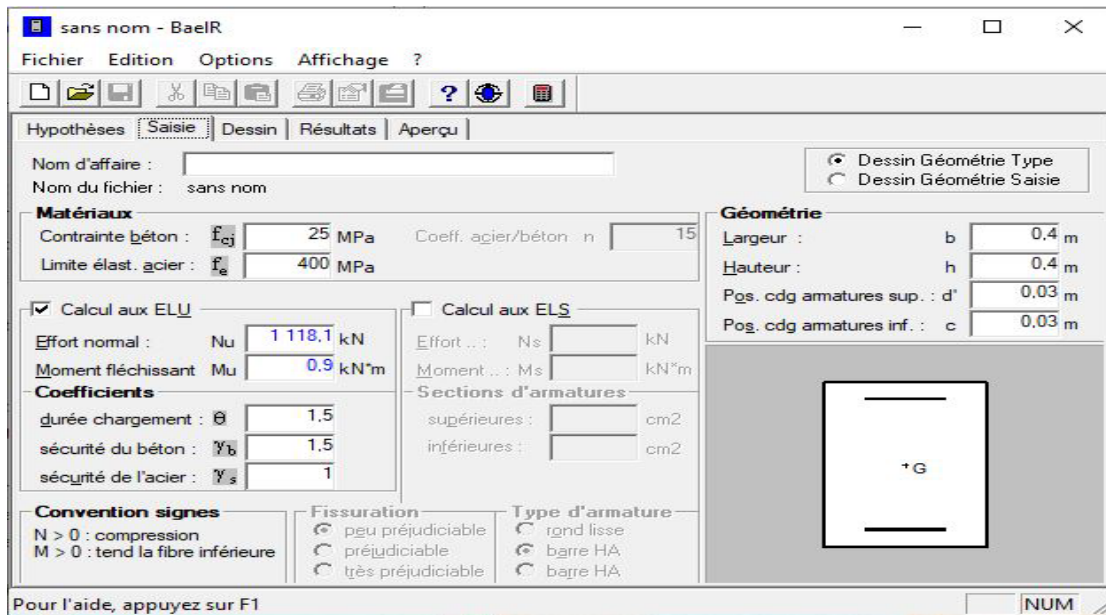 sans nom - BaelR
Fichier Edition Options Affichage ?
Hypothèses Saisie Dessin Résultats Aperçu
Nom d'affaire :
Nom du fichier : sans nom
Dessin Géométrie Type
Dessin Géométrie Saisie
Matériaux
Contrainte béton : fcj 25 MPa Coeff. acier/béton n 15
Limite élast. acier : fe 400 MPa
Géométrie
Largeur : b 0,4 m
Hauteur : h 0,4 m
Pos. cdg armatures sup. : d' 0,03 m
Pos. cdg armatures inf. : c 0,03 m
Calcul aux ELU
Effort normal : Nu 1 118,1 kN
Moment fléchissant Mu 0,9 kN*m
Coefficients
durée chargement : θ 1,5
sécurité du béton : γb 1,5
sécurité de l'acier : γs 1
Calcul aux ELS
Effort .. : Ns kN
Moment .. : Ms kN*m
Sections d'armatures
supérieures : cm2
inférieures : cm2
+G
Convention signes
N > 0 : compression
M > 0 : tend la fibre inférieure
Fissuration
peu préjudiciable
préjudiciable
très préjudiciable
Type d'armature
rond lisse
barre HA
barre HA
Pour l'aide, appuyez sur F1 NUM